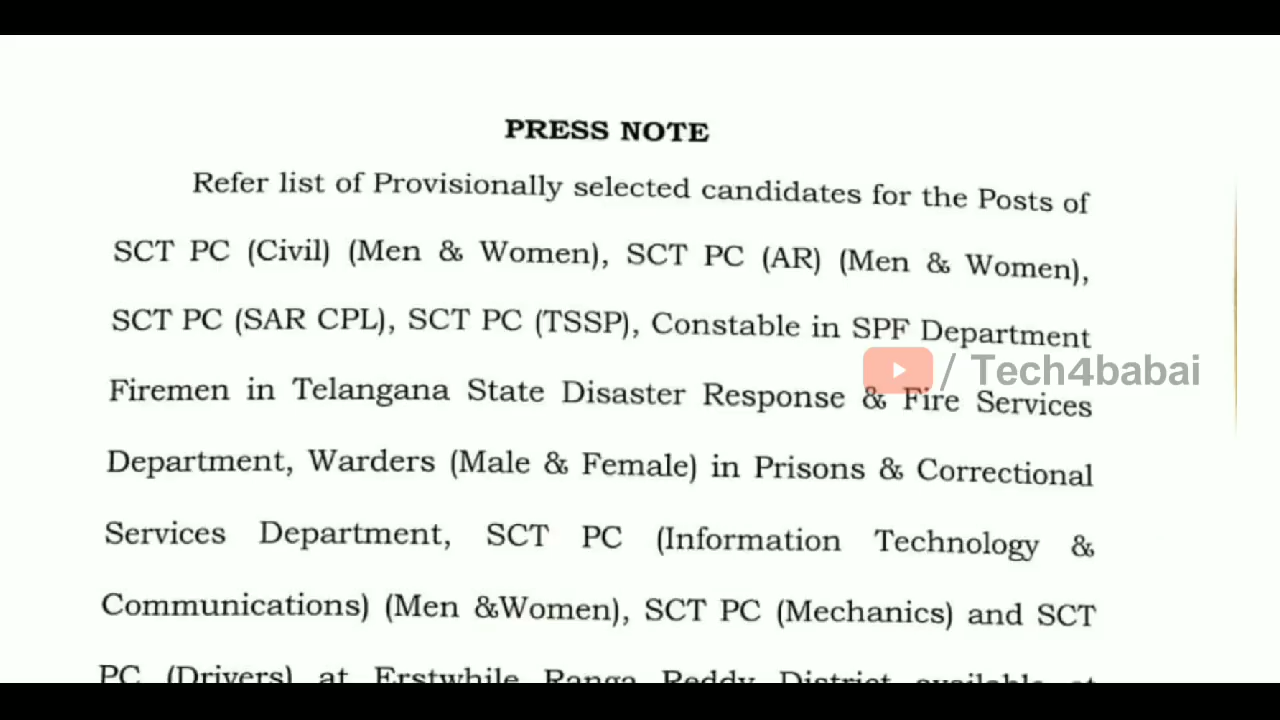 PRESS NOTE
Refer list of Provisionally selected candidates for the Posts of
SCT PC (Civil) (Men & Women), SCT PC (AR) (Men & Women),
SCT PC (SAR CPL), SCT PC (TSSP), Constable in SPF Department
/ Tech4babai
Firemen in Telangana State Disaster Response & Fire Services
Department, Warders (Male & Female) in Prisons & Correctional
Services Department, SCT PC (Information Technology &
Communications) (Men &Women), SCT PC (Mechanics) and SCT
PC (Drivers) at Erstwhile Ranga Reddy District available at